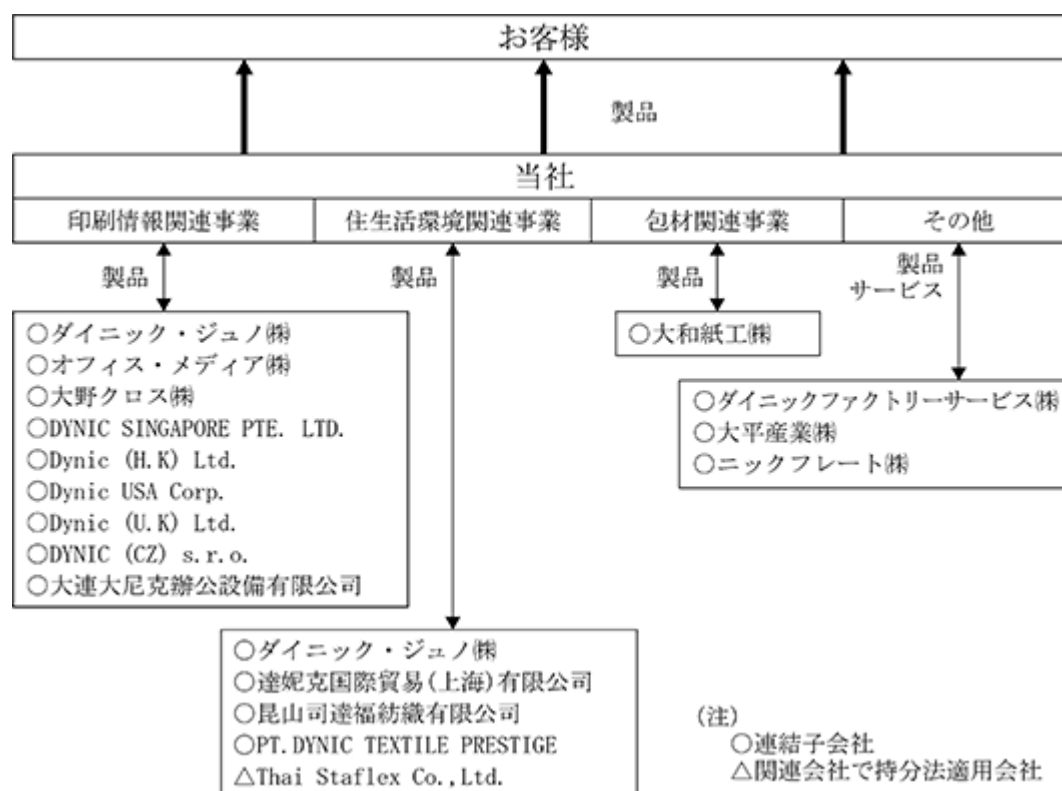 お客様
製品
当社
印刷情報関連事業
住生活環境関連事業
包材関連事業
その他
製品
製品
製品
製品
サービス
○ダイニック・ジュノ㈱
○オフィス・メディア㈱
○大野クロス㈱
○DYNIC SINGAPORE PTE. LTD.
○Dynic (H.K) Ltd.
○Dynic USA Corp.
○Dynic (U.K) Ltd.
○DYNIC (CZ) s.r.o.
○大連大尼克辦公設備有限公司
○大和紙工㈱
○ダイニックファクトリーサービス㈱
○大平産業㈱
○ニックフレート㈱
○ダイニック・ジュノ㈱
○達妮克国際貿易(上海)有限公司
○昆山司達福紡織有限公司
○PT.DYNIC TEXTILE PRESTIGE
△Thai Staflex Co.,Ltd.
(注)
○連結子会社
△関連会社で持分法適用会社